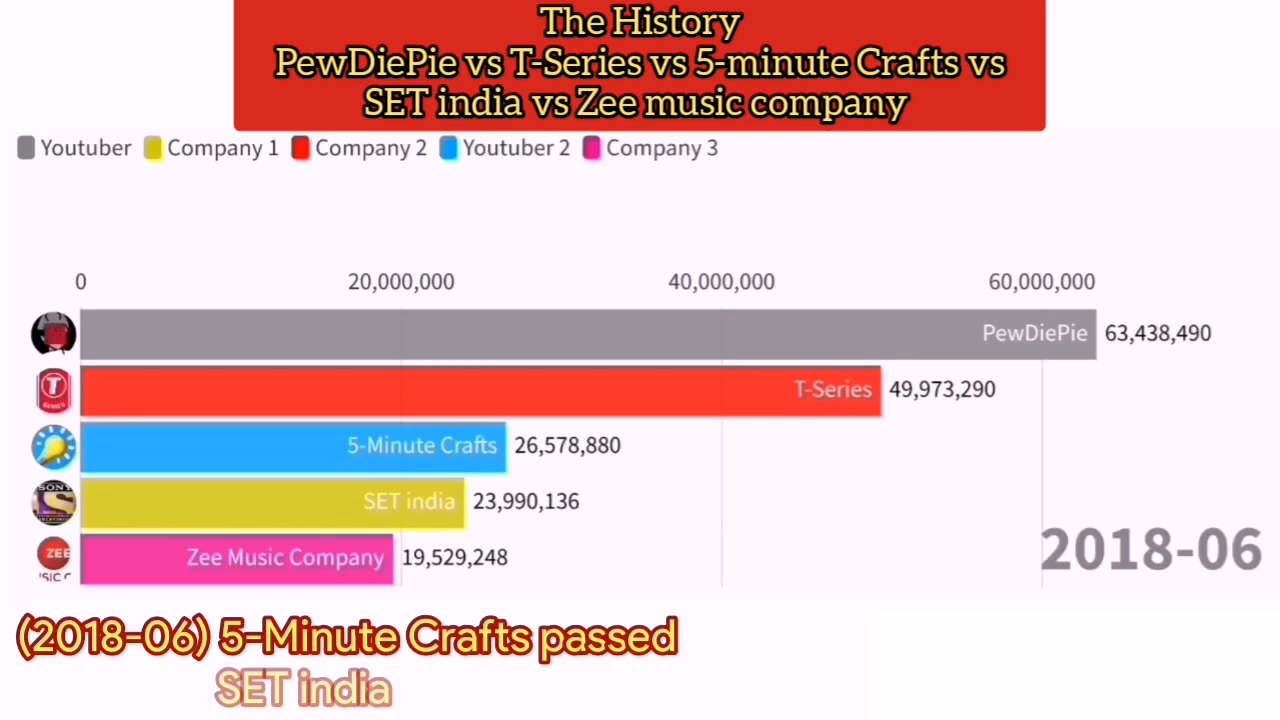 The History
PewDiePie vs T-Series vs 5-minute Crafts vs
SET india vs Zee music company
Youtuber Company 1 Company 2 Youtuber 2 Company 3
0 20,000,000 40,000,000 60,000,000
PewDiePie 63,438,490
T SERIES T-Series 49,973,290
5-Minute Crafts 26,578,880
SONY SET india 23,990,136
ZEE Zee Music Company 19,529,248
2018-06
(2018-06) 5-Minute Crafts passed
SET india